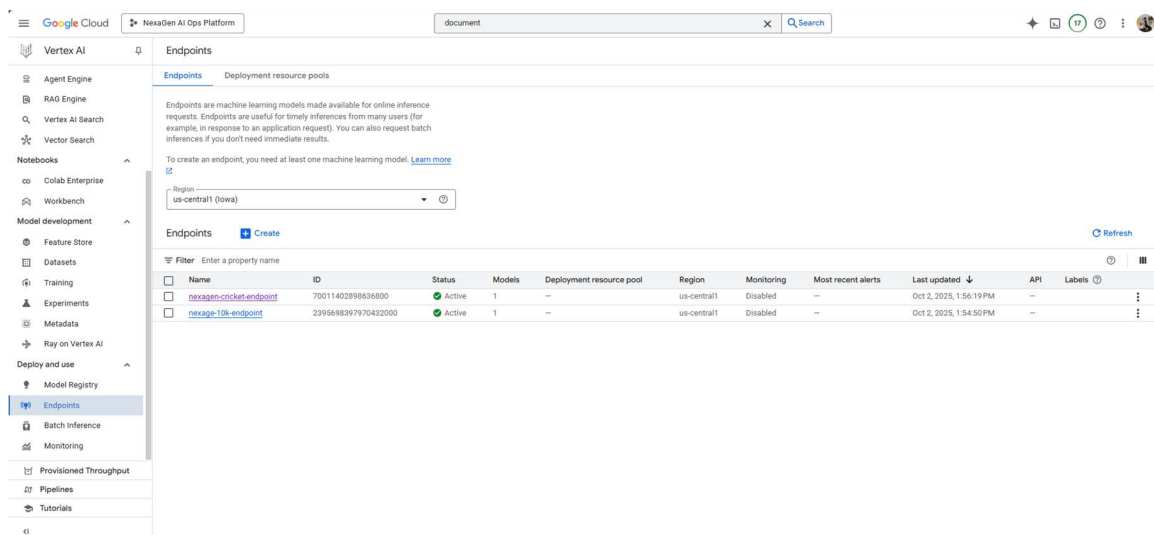 Google Cloud
NexaGen AI Ops Platform
document
Search
17
Vertex AI
Endpoints
Agent Engine
RAG Engine
Vertex AI Search
Vector Search
Notebooks
Colab Enterprise
Workbench
Model development
Feature Store
Datasets
Training
Experiments
Metadata
Ray on Vertex AI
Deploy and use
Model Registry
Endpoints
Batch Inference
Monitoring
Provisioned Throughput
Pipelines
Tutorials
Endpoints Deployment resource pools
Endpoints are machine learning models made available for online inference
requests. Endpoints are useful for timely inferences from many users (for
example, in response to an application request). You can also request batch
inferences if you don't need immediate results.
To create an endpoint, you need at least one machine learning model. Learn more
Region
us-central1 (Iowa)
Endpoints Create Refresh
Filter Enter a property name
Name ID Status Models Deployment resource pool Region Monitoring Most recent alerts Last updated API Labels
nexagen-cricket-endpoint 70011402898636800 Active 1 — us-central1 Disabled — Oct 2, 2025, 1:56:19 PM —
nexage-10k-endpoint 2395698397970432000 Active 1 — us-central1 Disabled — Oct 2, 2025, 1:54:50 PM —